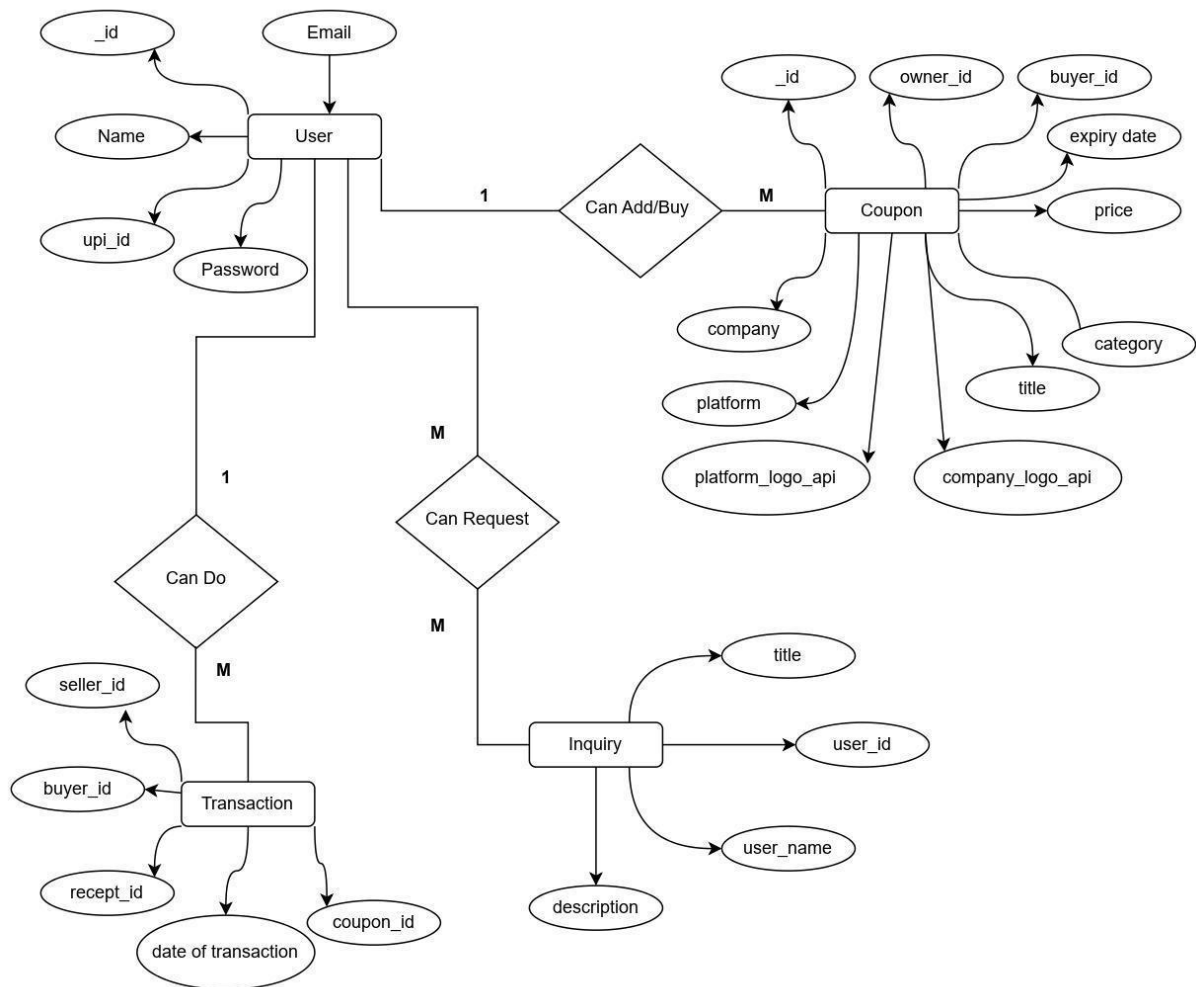 _id
Email
Name
User
upi_id
Password
1
Can Add/Buy
M
_id
owner_id
buyer_id
expiry date
Coupon
price
company
category
platform
title
platform_logo_api
company_logo_api
M
1
Can Request
Can Do
M
M
seller_id
title
Inquiry
user_id
buyer_id
Transaction
user_name
recept_id
coupon_id
description
date of transaction